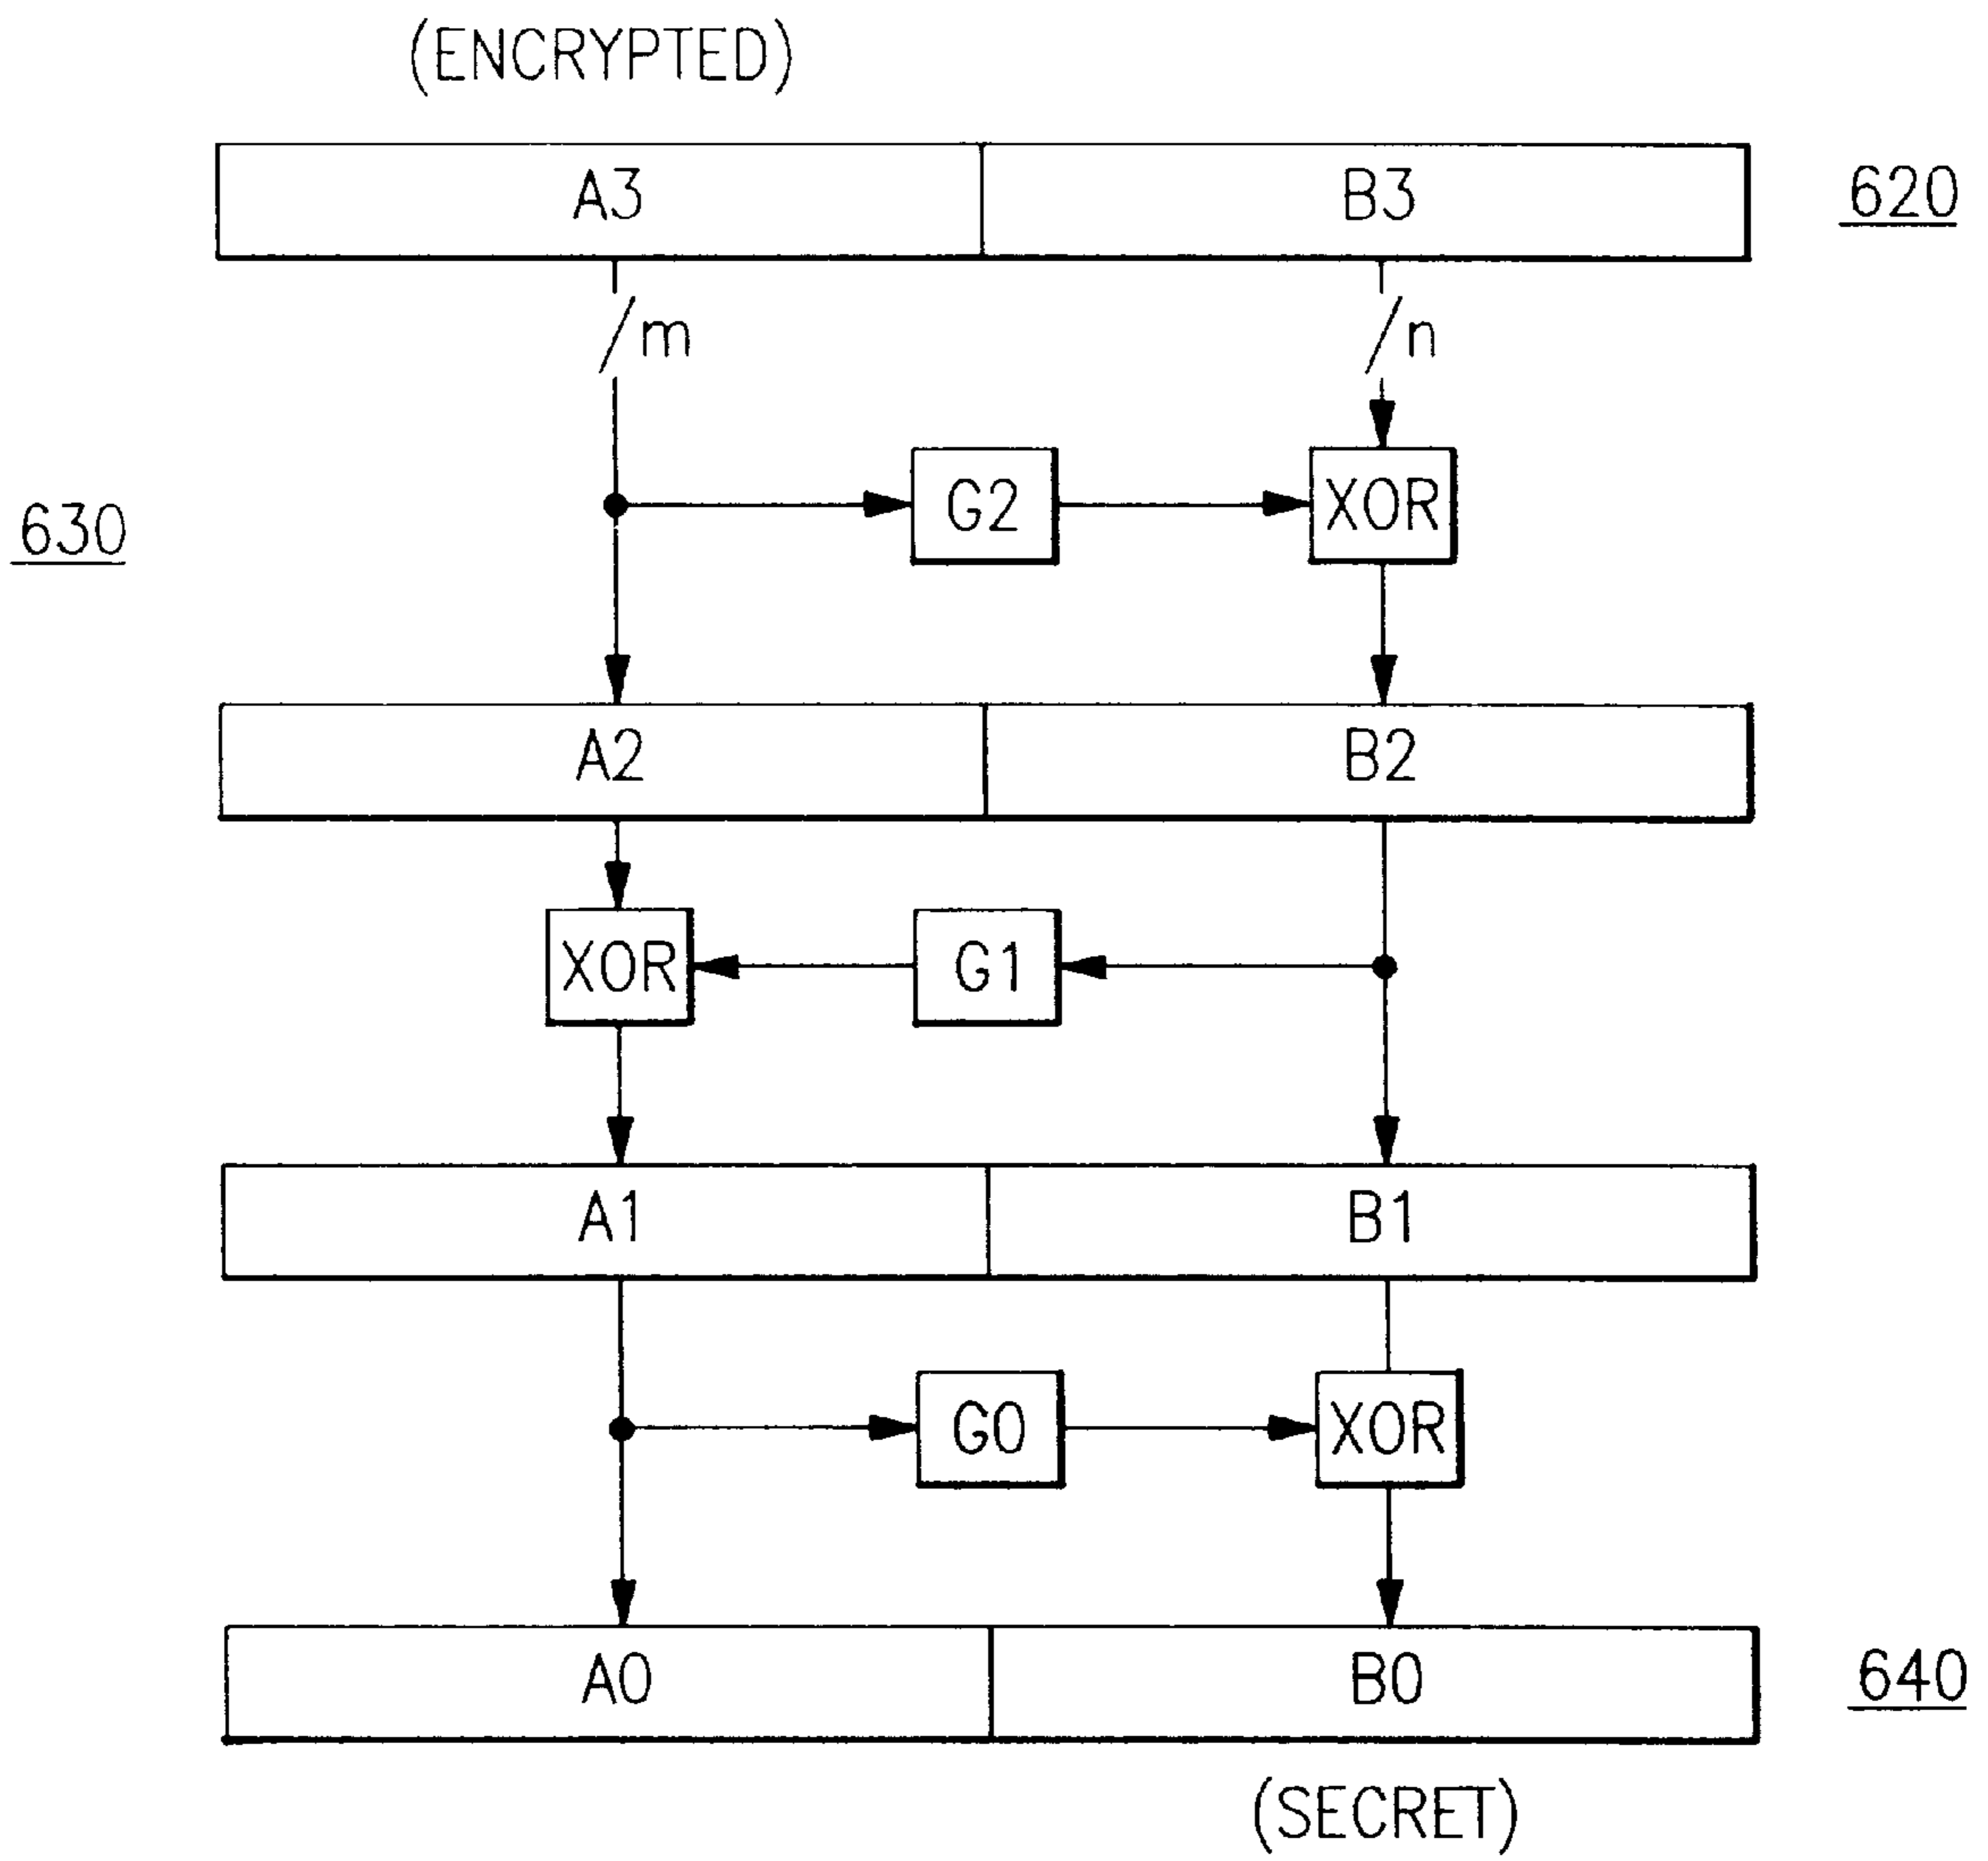 (ENCRYPTED)
A3 B3 620
/m /n
G2 XOR
630
A2 B2
XOR G1
A1 B1
G0 XOR
A0 B0 640
(SECRET)